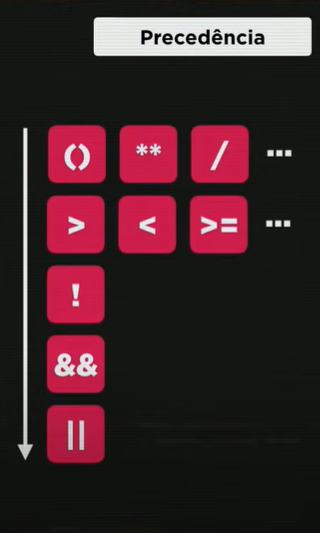 Precedência
() ** / ...
> < >= ...
!
&&
||